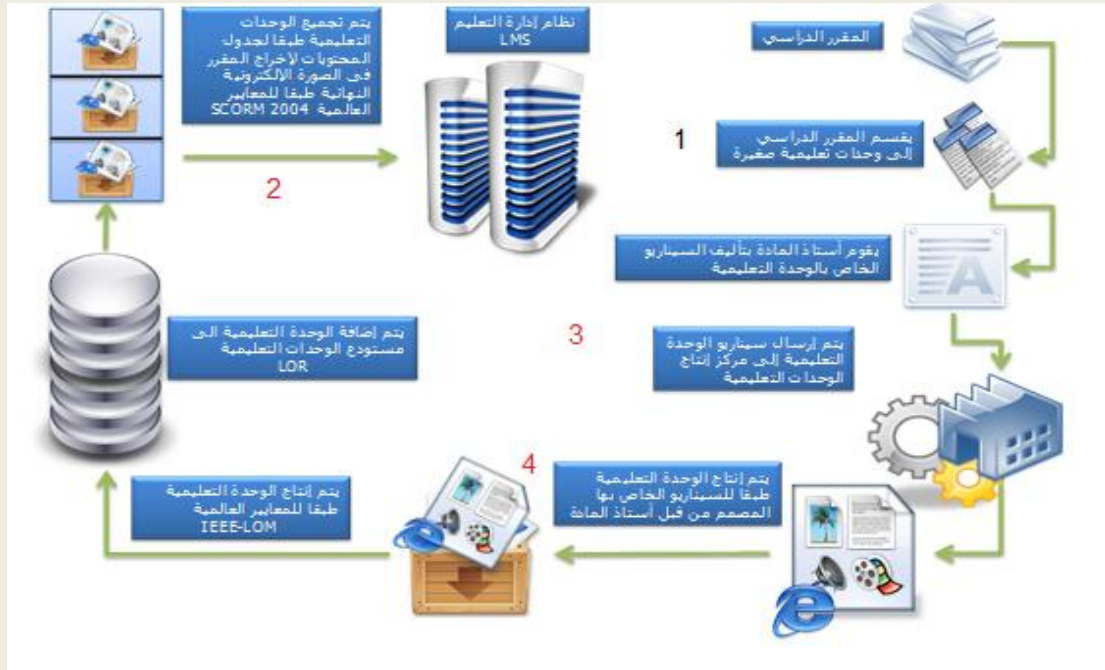 المقرر الدراسي
1
يقسم المقرر الدراسي
إلى وحدات تعليمية صغيرة
يقوم أستاذ المادة بتأليف السيناريو
الخاص بالوحدة التعليمية
3
يتم إرسال سيناريو الوحدة
التعليمية إلى مركز إنتاج
الوحدات التعليمية
4
يتم إنتاج الوحدة التعليمية
طبقا للسيناريو الخاص بها
المصمم من قبل أستاذ المادة
يتم إنتاج الوحدة التعليمية
طبقا للمعايير العالمية
IEEE-LOM
يتم إضافة الوحدة التعليمية الى
مستودع الوحدات التعليمية
LOR
يتم تجميع الوحدات
التعليمية طبقا لجدول
المحتويات لإخراج المقرر
فى الصورة الإلكترونية
النهائية طبقا للمعايير
العالمية SCORM 2004
2
نظام إدارة التعليم
LMS